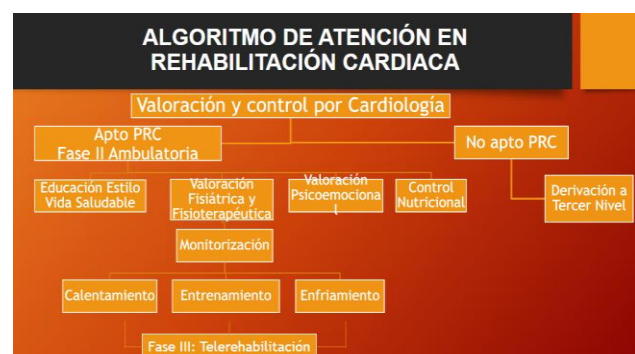 ALGORITMO DE ATENCIÓN EN
REHABILITACIÓN CARDIACA
Valoración y control por Cardiología
Apto PRC
Fase II Ambulatoria
No apto PRC
Educación Estilo
Vida Saludable
Valoración
Fisiátrica y
Fisioterapéutica
Valoración
Psicoemociona
l
Control
Nutricional
Derivación a
Tercer Nivel
Monitorización
Calentamiento
Entrenamiento
Enfriamiento
Fase III: Telerehabilitación